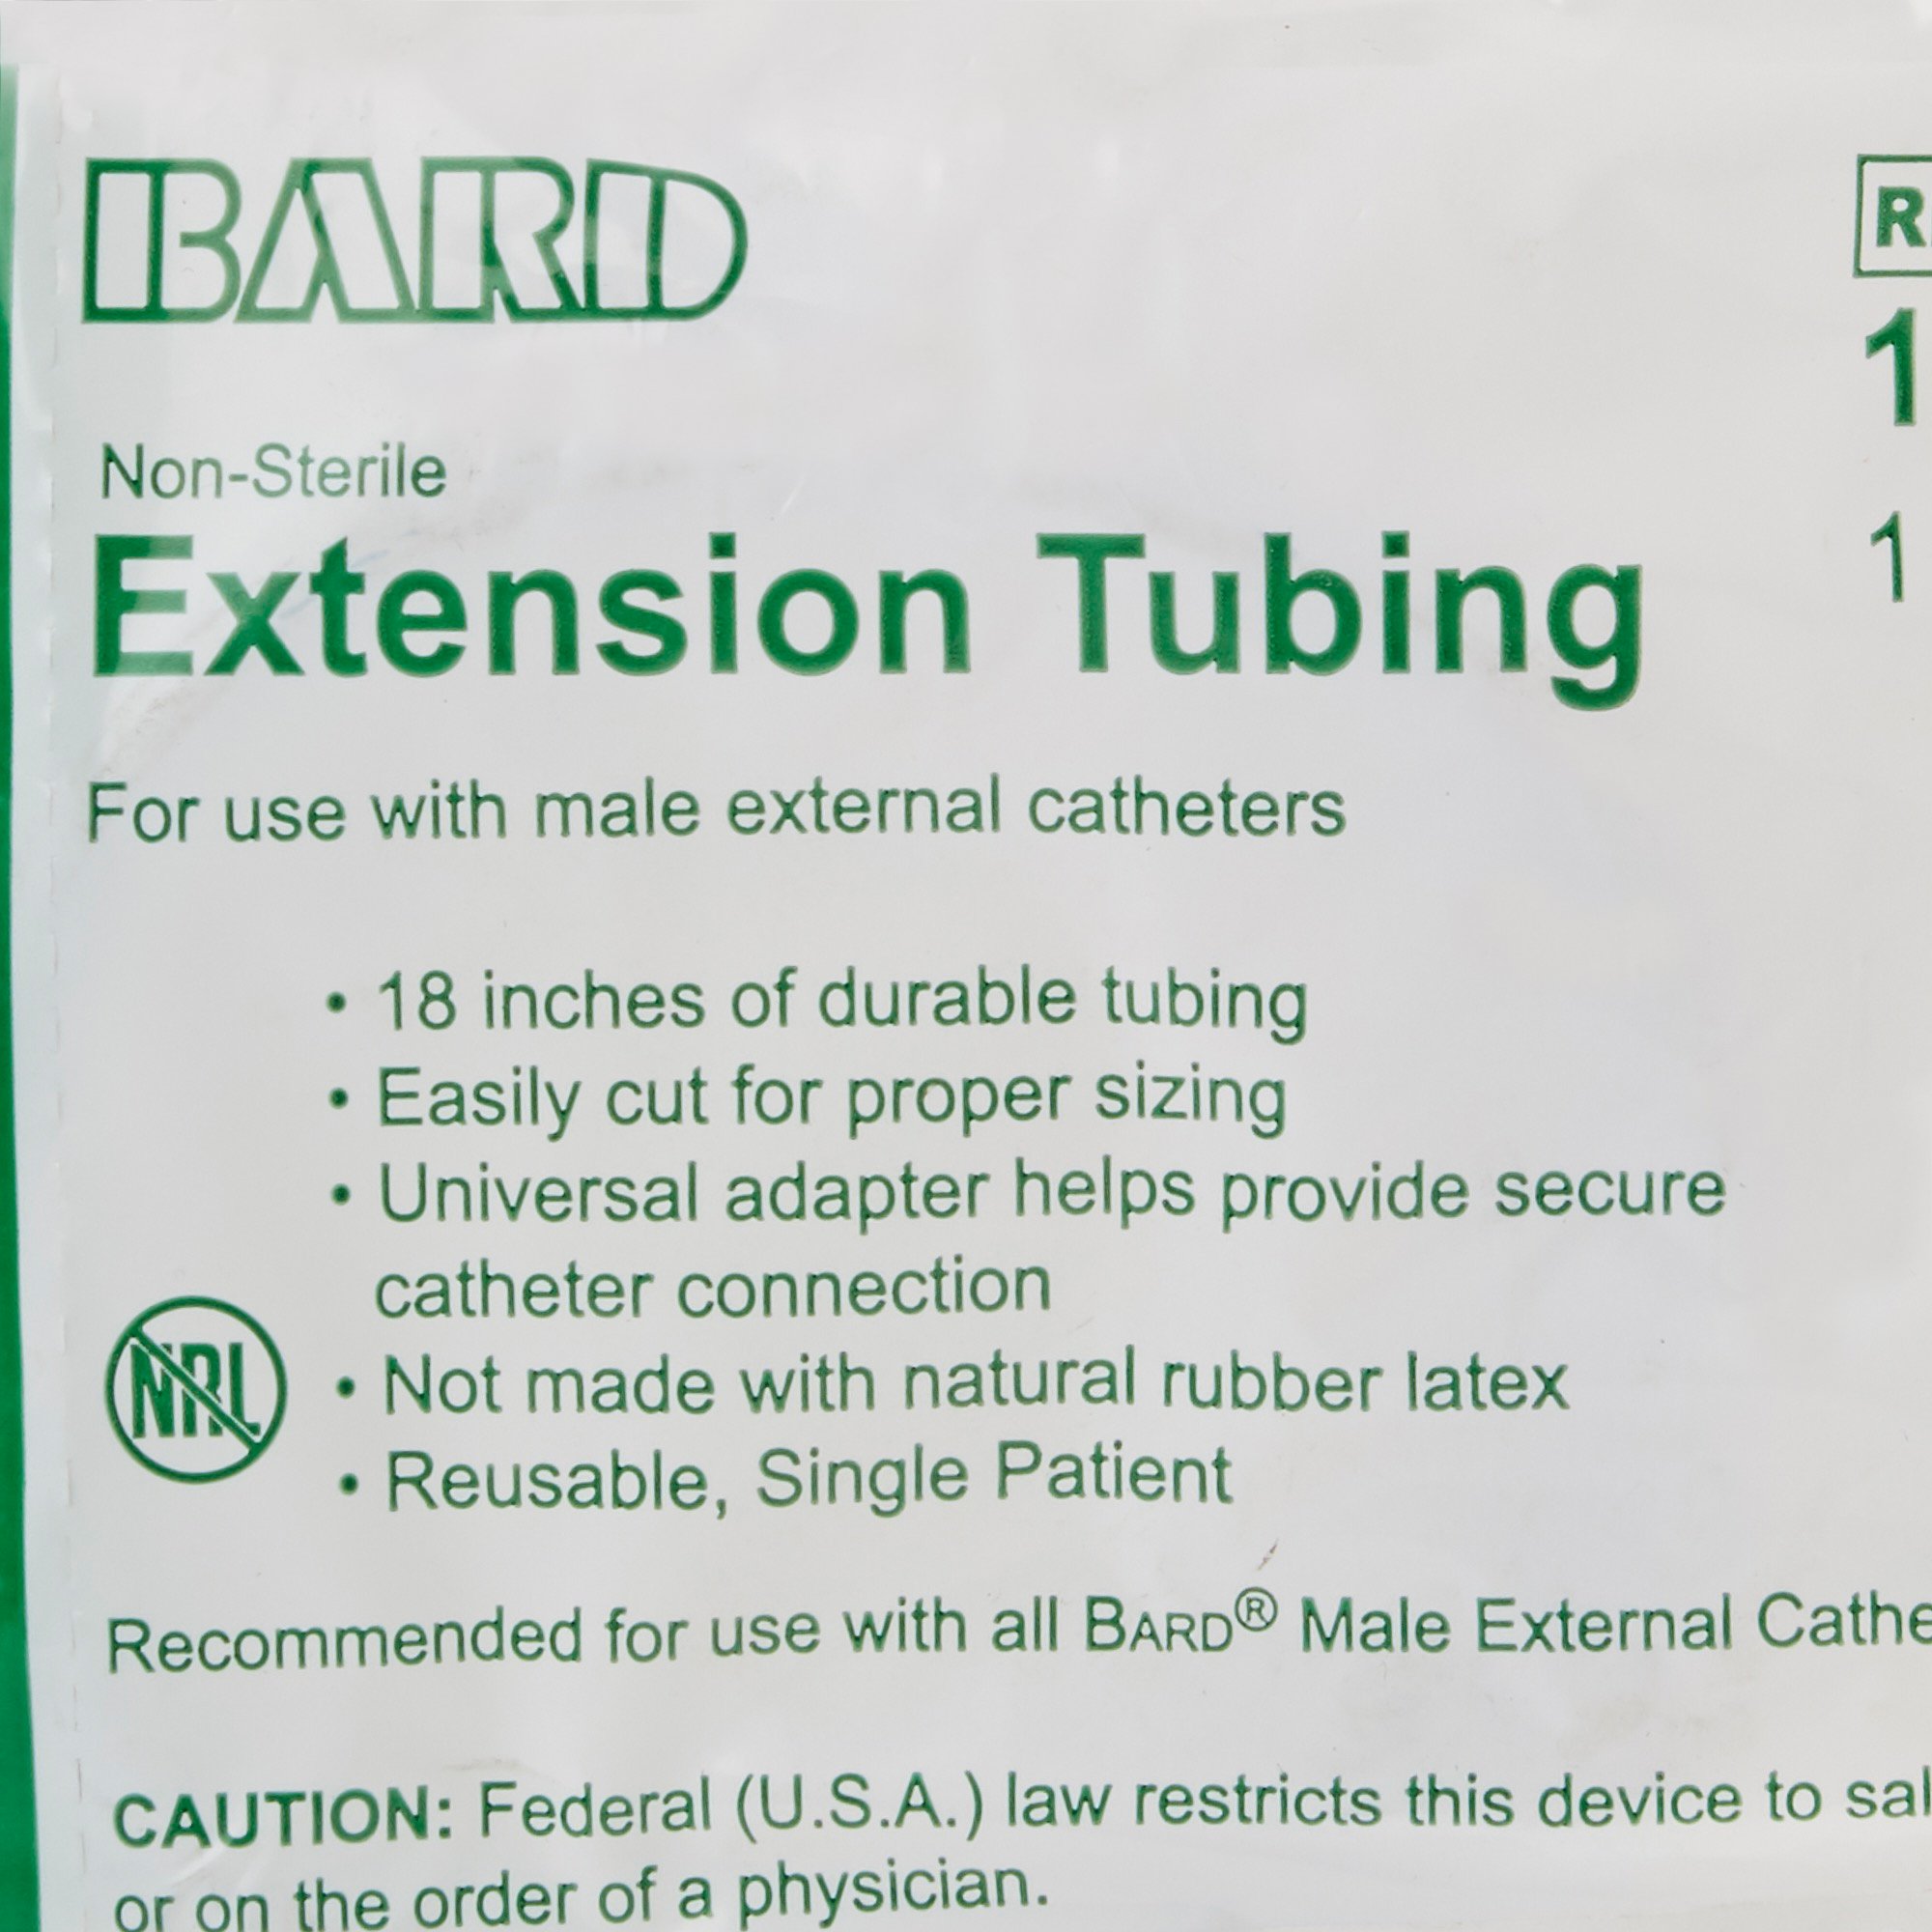 BARD
Non-Sterile
Extension Tubing
1
1
For use with male external catheters
• 18 inches of durable tubing
• Easily cut for proper sizing
• Universal adapter helps provide secure
catheter connection
NRL
• Not made with natural rubber latex
• Reusable, Single Patient
Recommended for use with all BARD® Male External
CAUTION: Federal (U.S.A.) law restricts this device to
or on the order of a physician.